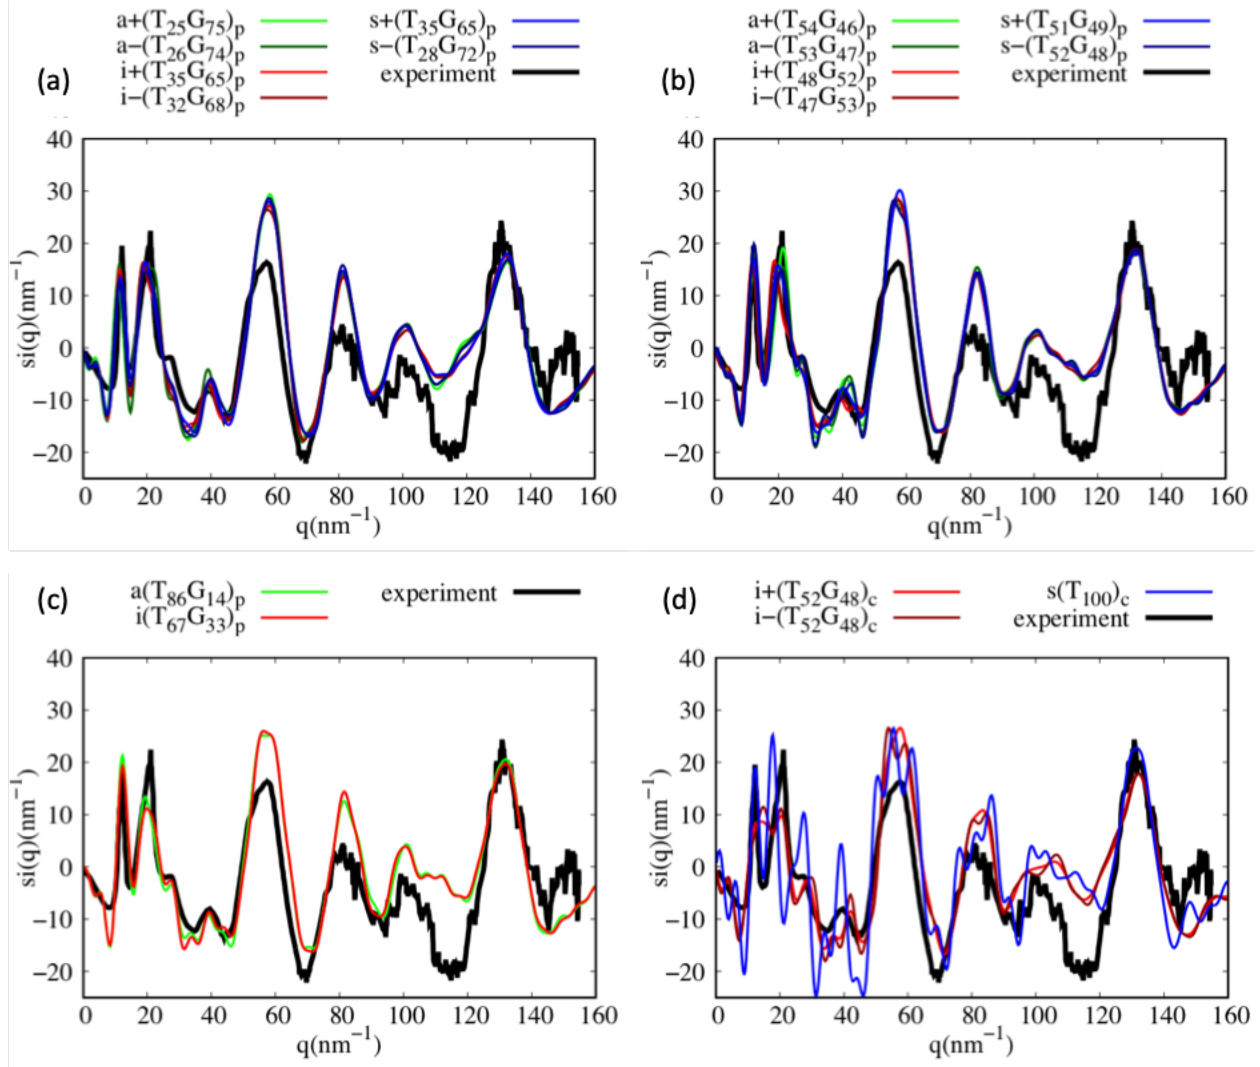 (a)
a+(T25G75)p
a−(T26G74)p
i+(T35G65)p
i−(T32G68)p
s+(T35G65)p
s−(T28G72)p
experiment
40
30
20
10
0
−10
−20
si(q)(nm−1)
0 20 40 60 80 100 120 140 160
q(nm−1)
(b)
a+(T54G46)p
a−(T53G47)p
i+(T48G52)p
i−(T47G53)p
s+(T51G49)p
s−(T52G48)p
experiment
40
30
20
10
0
−10
−20
si(q)(nm−1)
0 20 40 60 80 100 120 140 160
q(nm−1)
(c)
a(T86G14)p
i(T67G33)p
experiment
40
30
20
10
0
−10
−20
si(q)(nm−1)
0 20 40 60 80 100 120 140 160
q(nm−1)
(d)
i+(T52G48)c
i−(T52G48)c
s(T100)c
experiment
40
30
20
10
0
−10
−20
si(q)(nm−1)
0 20 40 60 80 100 120 140 160
q(nm−1)